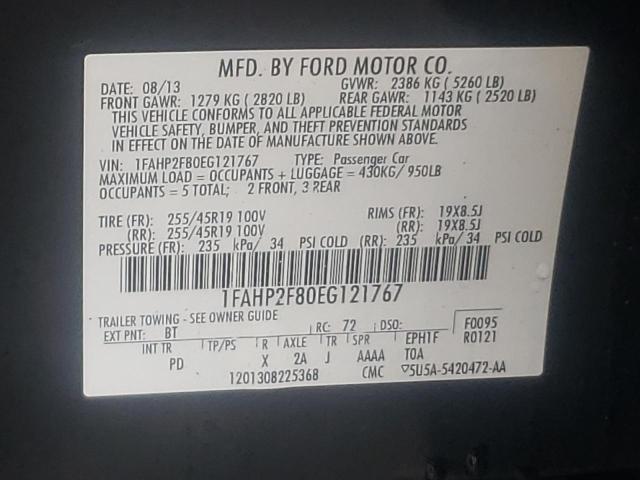 MFD. BY FORD MOTOR CO.
DATE: 08/13 GVWR: 2386 KG ( 5260 LB)
FRONT GAWR: 1279 KG ( 2820 LB) REAR GAWR: 1143 KG ( 2520 LB)
THIS VEHICLE CONFORMS TO ALL APPLICABLE FEDERAL MOTOR
VEHICLE SAFETY, BUMPER, AND THEFT PREVENTION STANDARDS
IN EFFECT ON THE DATE OF MANUFACTURE SHOWN ABOVE.
VIN: 1FAHP2F80EG121767 TYPE: Passenger Car
MAXIMUM LOAD = OCCUPANTS + LUGGAGE = 430KG/ 950LB
OCCUPANTS = 5 TOTAL; 2 FRONT, 3 REAR
TIRE (FR): 255/45R19 100V RIMS (FR): 19X8.5J
(RR): 255/45R19 100V (RR): 19X8.5J
PRESSURE (FR): 235 kPa/ 34 PSI COLD (RR): 235 kPa/ 34 PSI COLD
1FAHP2F80EG121767
TRAILER TOWING - SEE OWNER GUIDE
EXT PNT: BT RC: 72 DSO: F0095
INT TR TP/PS R AXLE TR SPR EPH1F R0121
PD X 2A J AAAA TOA
1201308225368 CMC ▽5U5A-5420472-AA